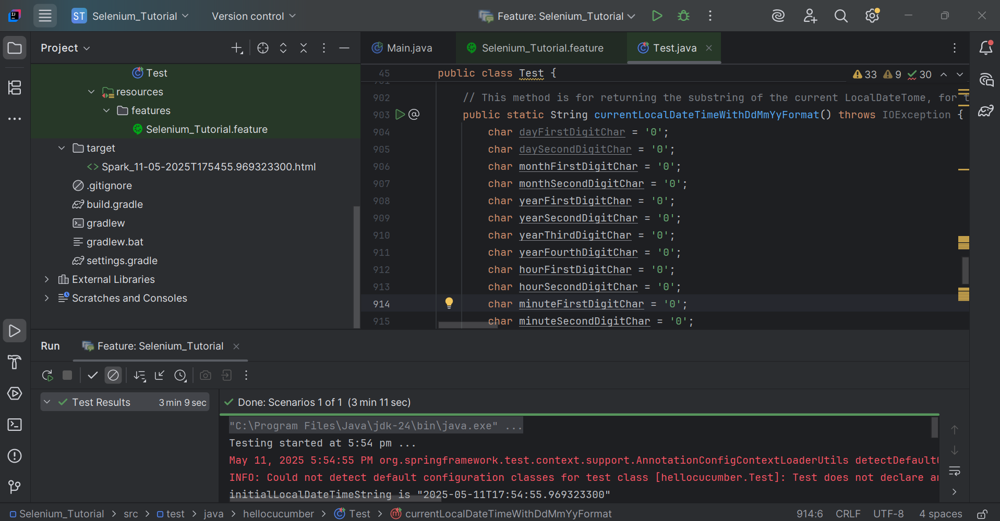 ST Selenium_Tutorial Version control Feature: Selenium_Tutorial
Project
Main.java Selenium_Tutorial.feature Test.java
Test
resources
features
Selenium_Tutorial.feature
target
Spark_11-05-2025T175455.969323300.html
.gitignore
build.gradle
gradlew
gradlew.bat
settings.gradle
External Libraries
Scratches and Consoles
45 public class Test {
33 9 30
902 // This method is for returning the substring of the current LocalDateTome, for t
903 public static String currentLocalDateTimeWithDdMmYyFormat() throws IOException {
904 char dayFirstDigitChar = '0';
905 char daySecondDigitChar = '0';
906 char monthFirstDigitChar = '0';
907 char monthSecondDigitChar = '0';
908 char yearFirstDigitChar = '0';
909 char yearSecondDigitChar = '0';
910 char yearThirdDigitChar = '0';
911 char yearFourthDigitChar = '0';
912 char hourFirstDigitChar = '0';
913 char hourSecondDigitChar = '0';
914 char minuteFirstDigitChar = '0';
915 char minuteSecondDigitChar = '0';
Run Feature: Selenium_Tutorial
Test Results 3 min 9 sec
Done: Scenarios 1 of 1 (3 min 11 sec)
"C:\Program Files\Java\jdk-24\bin\java.exe" ...
Testing started at 5:54 pm ...
May 11, 2025 5:54:55 PM org.springframework.test.context.support.AnnotationConfigContextLoaderUtils detectDefault
INFO: Could not detect default configuration classes for test class [hellocucumber.Test]: Test does not declare an
initialLocalDateTimeString is "2025-05-11T17:54:55.969323300"
Selenium_Tutorial > src > test > java > hellocucumber > Test > currentLocalDateTimeWithDdMmYyFormat
914:6 CRLF UTF-8 4 spaces